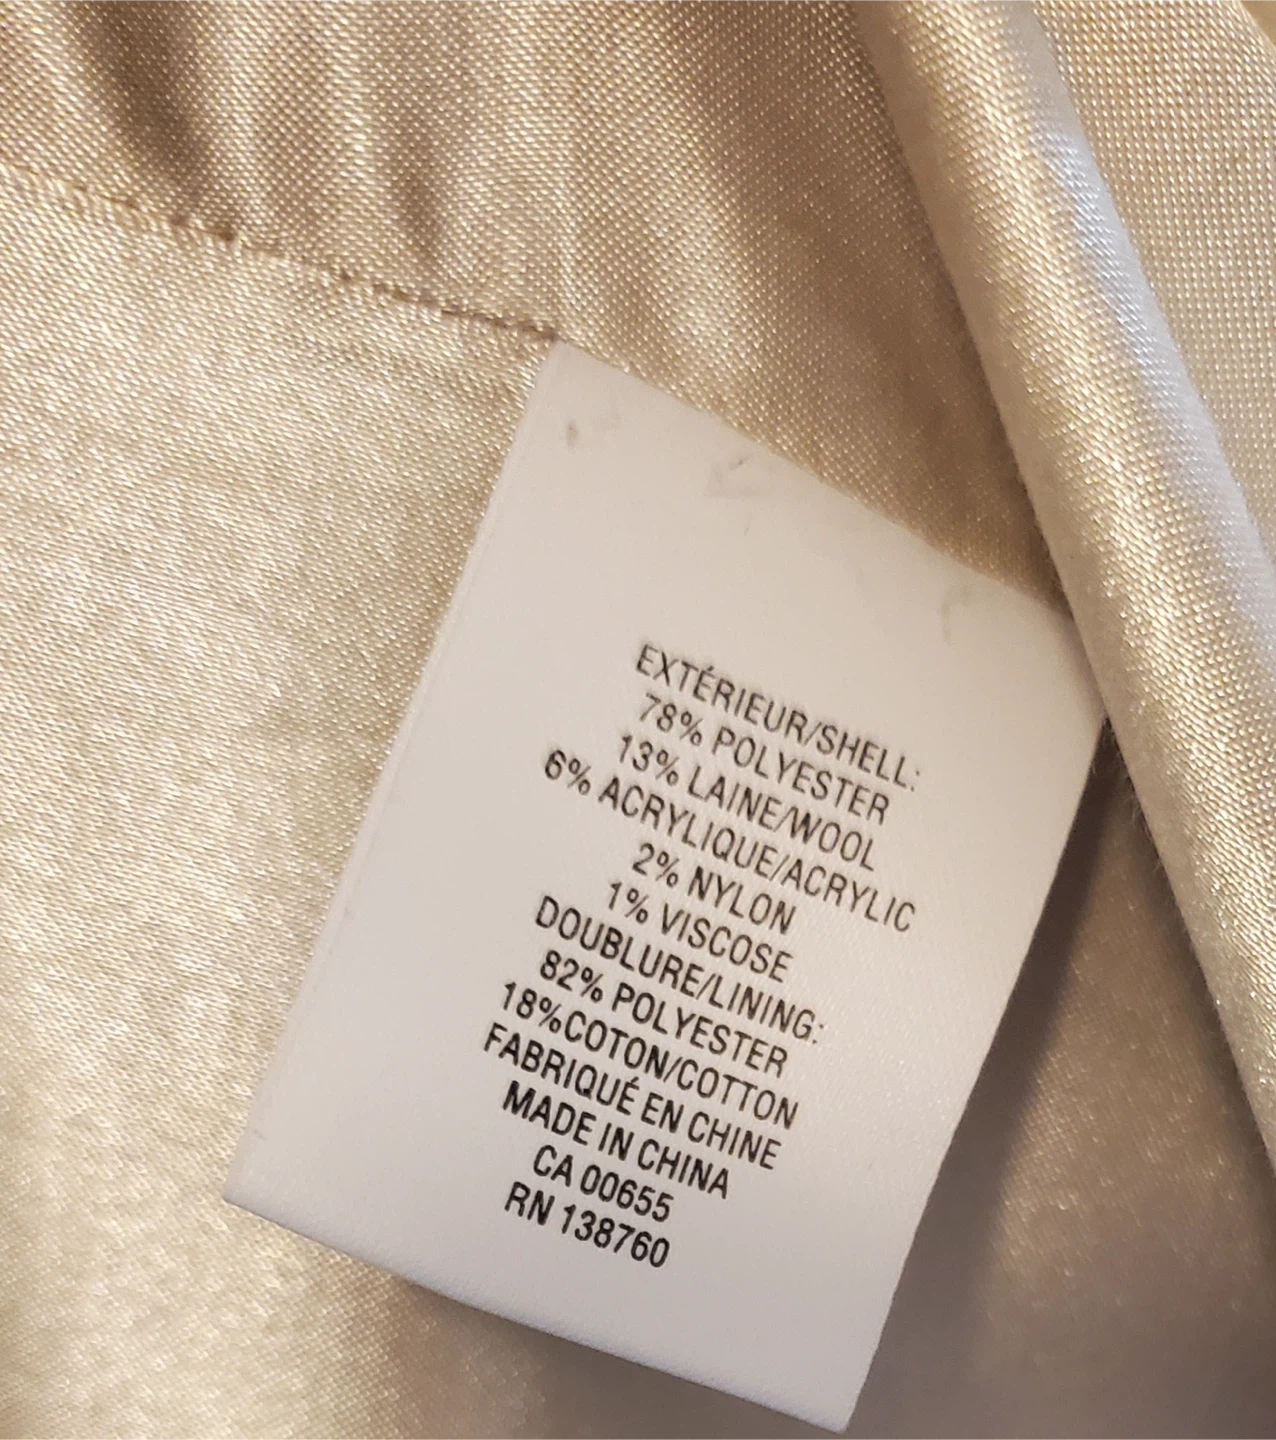 EXTÉRIEUR/SHELL:
78% POLYESTER
13% LAINE/WOOL
6% ACRYLIQUE/ACRYLIC
2% NYLON
1% VISCOSE
DOUBLURE/LINING:
82% POLYESTER
18%COTON/COTTON
FABRIQUÉ EN CHINE
MADE IN CHINA
CA 00655
RN 138760